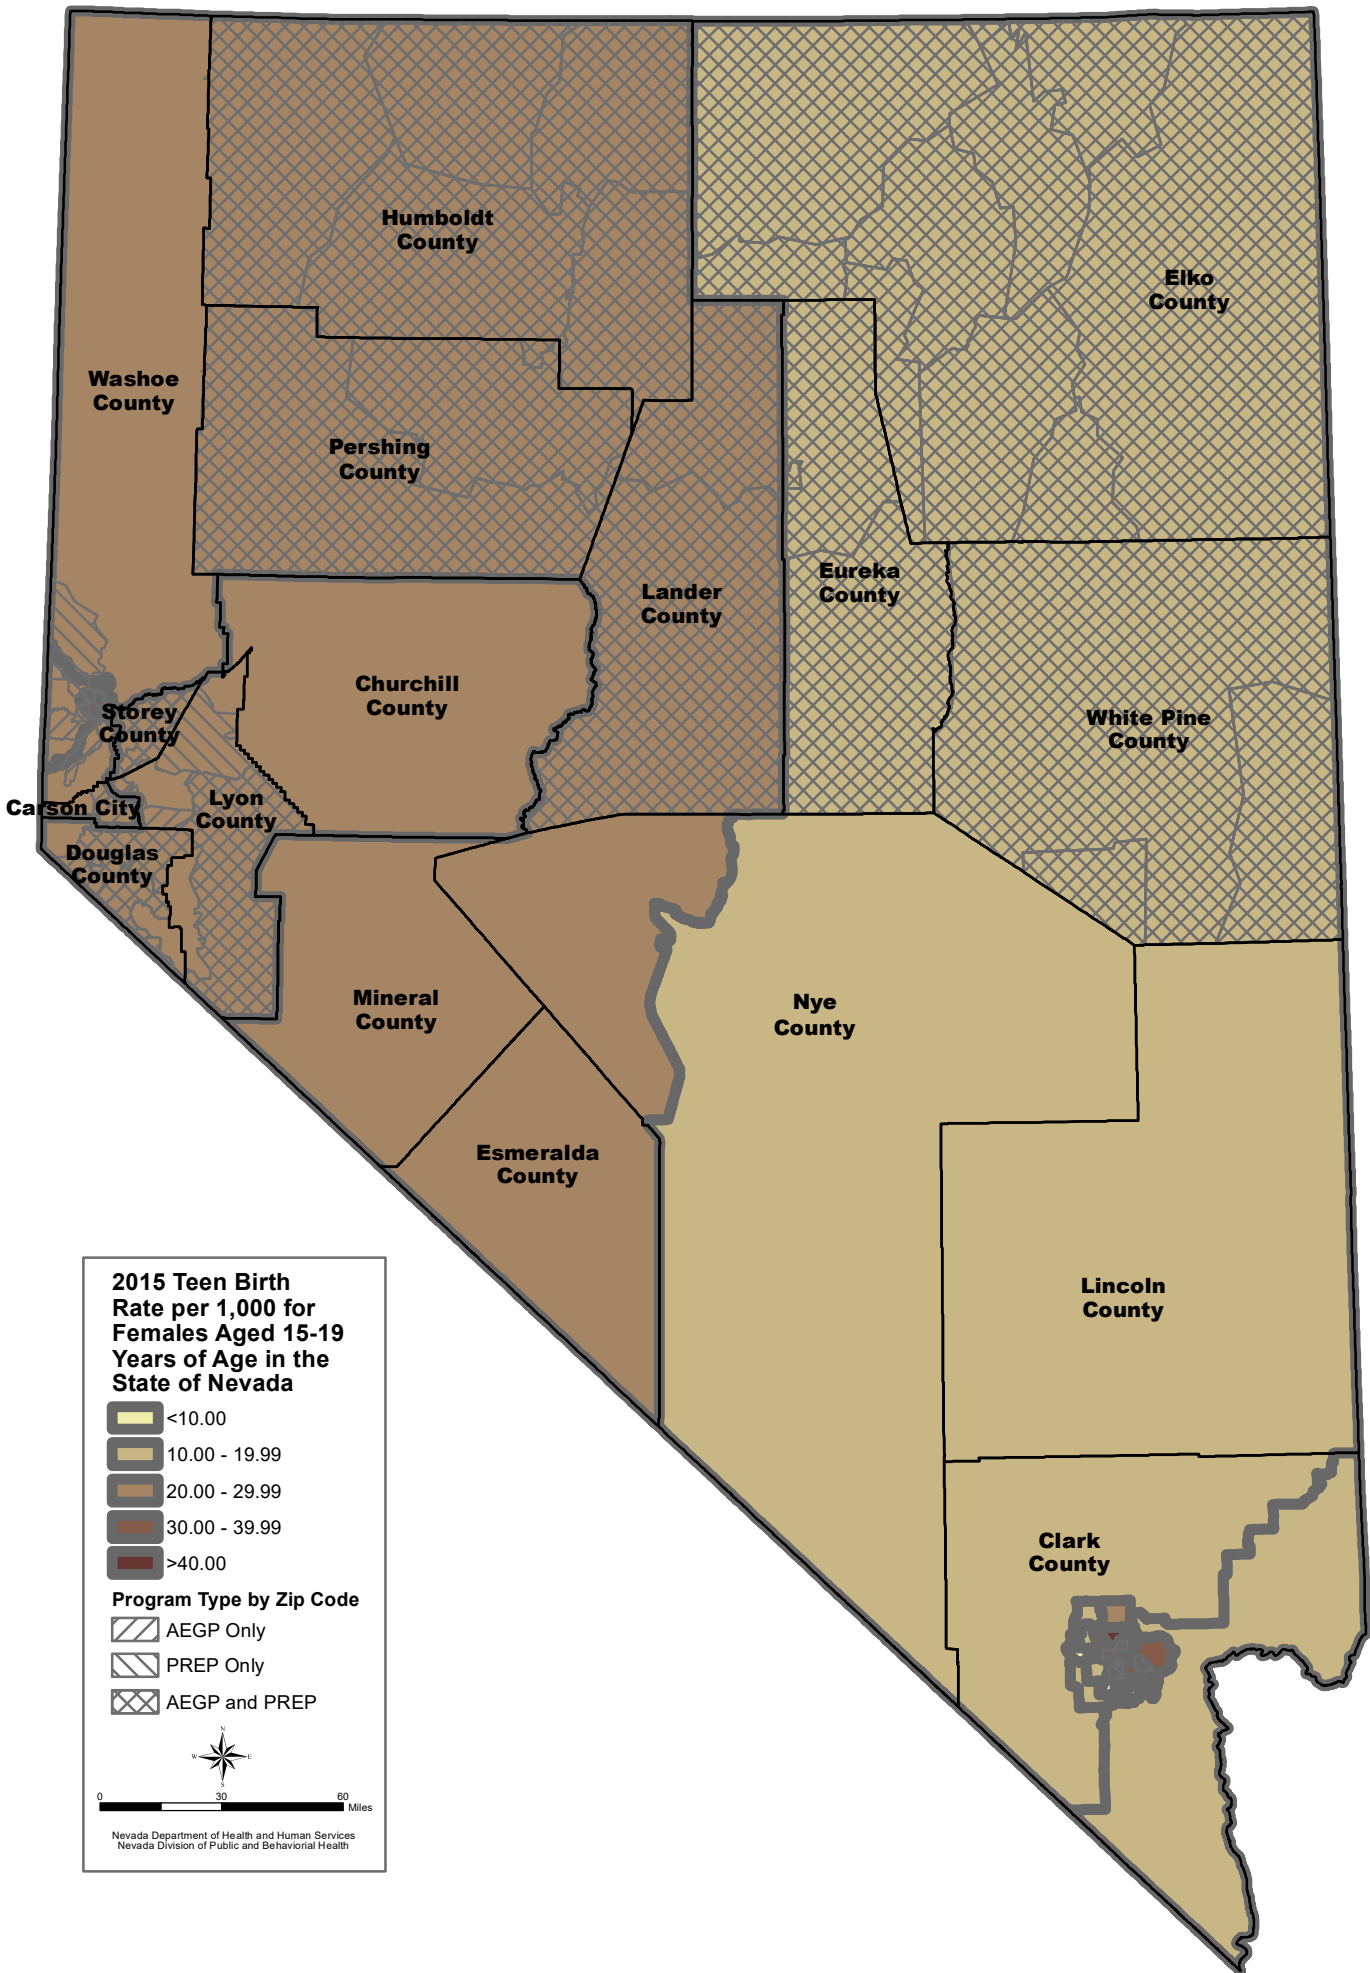 Humboldt
County
Elko
County
Washoe
County
Pershing
County
Eureka
County
Lander
County
Churchill
County
Storey
County
White Pine
County
Carson City
Lyon
County
Douglas
County
Mineral
County
Nye
County
Esmeralda
County
Lincoln
County
Clark
County
2015 Teen Birth
Rate per 1,000 for
Females Aged 15-19
Years of Age in the
State of Nevada
<10.00
10.00 - 19.99
20.00 - 29.99
30.00 - 39.99
>40.00
Program Type by Zip Code
AEGP Only
PREP Only
AEGP and PREP
N
W E
S
0 30 60
Miles
Nevada Department of Health and Human Services
Nevada Division of Public and Behaviorial Health